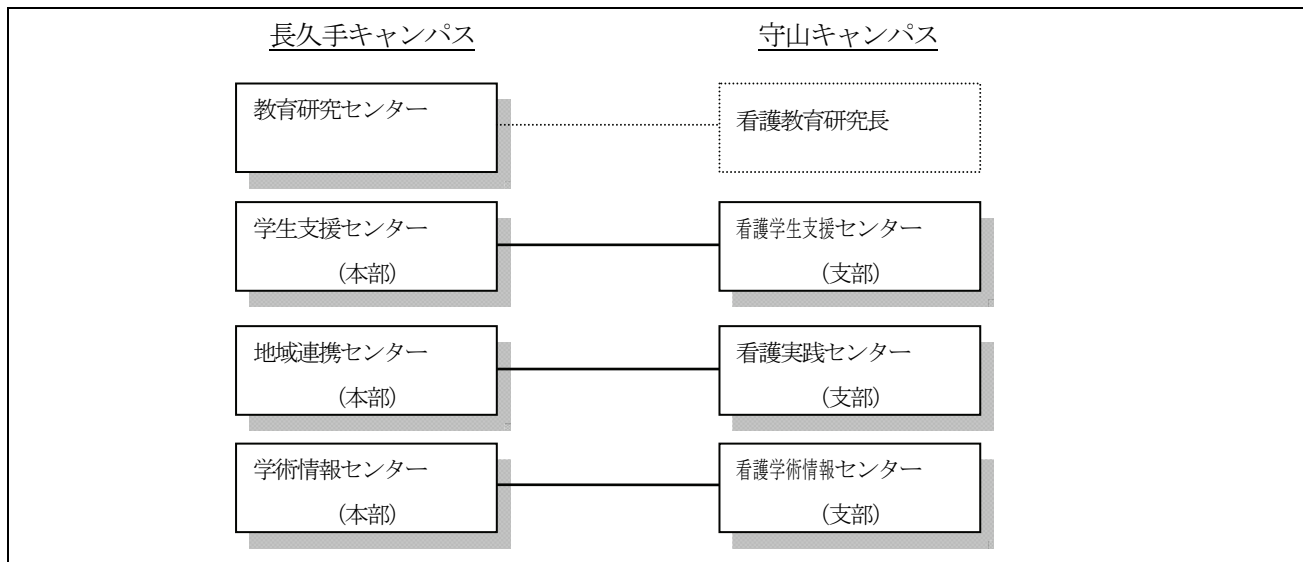 長久手キャンパス
守山キャンパス
教育研究センター
看護教育研究長
学生支援センター
（本部）
看護学生支援センター
（支部）
地域連携センター
（本部）
看護実践センター
（支部）
学術情報センター
（本部）
看護学術情報センター
（支部）